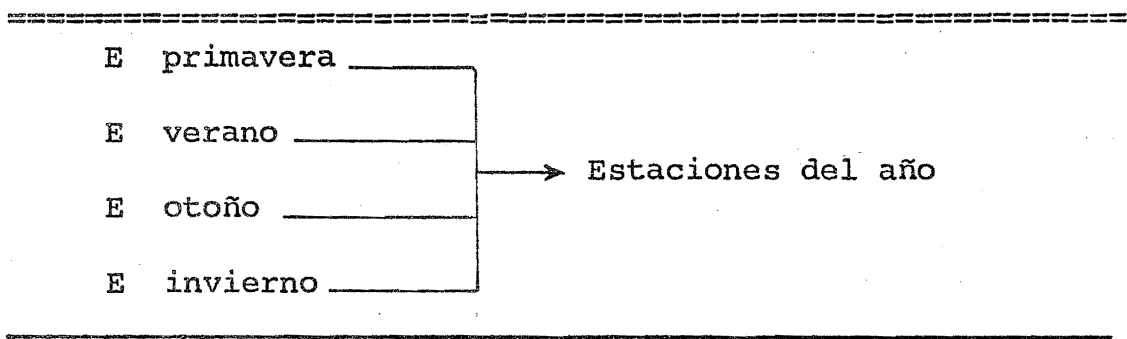 E primavera
E verano
Estaciones del año
E otoño
E invierno